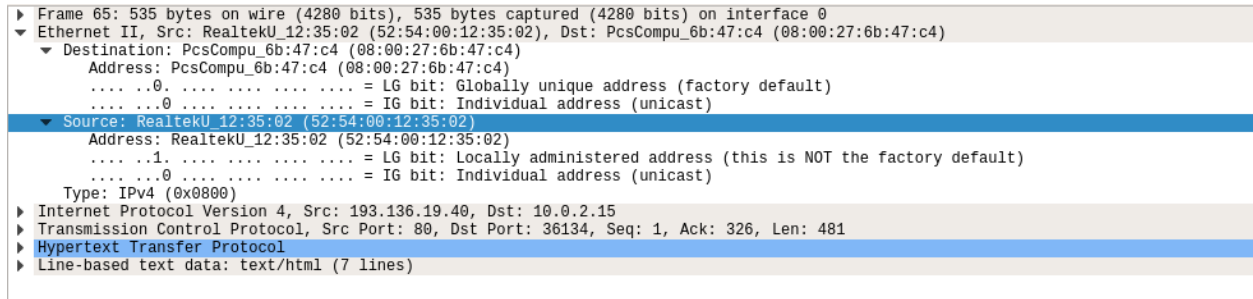 Frame 65: 535 bytes on wire (4280 bits), 535 bytes captured (4280 bits) on interface 0
Ethernet II, Src: RealtekU_12:35:02 (52:54:00:12:35:02), Dst: PcsCompu_6b:47:c4 (08:00:27:6b:47:c4)
Destination: PcsCompu_6b:47:c4 (08:00:27:6b:47:c4)
Address: PcsCompu_6b:47:c4 (08:00:27:6b:47:c4)
.... ..0. .... .... .... .... = LG bit: Globally unique address (factory default)
.... ...0 .... .... .... .... = IG bit: Individual address (unicast)
Source: RealtekU_12:35:02 (52:54:00:12:35:02)
Address: RealtekU_12:35:02 (52:54:00:12:35:02)
.... ..1. .... .... .... .... = LG bit: Locally administered address (this is NOT the factory default)
.... ...0 .... .... .... .... = IG bit: Individual address (unicast)
Type: IPv4 (0x0800)
Internet Protocol Version 4, Src: 193.136.19.40, Dst: 10.0.2.15
Transmission Control Protocol, Src Port: 80, Dst Port: 36134, Seq: 1, Ack: 326, Len: 481
Hypertext Transfer Protocol
Line-based text data: text/html (7 lines)